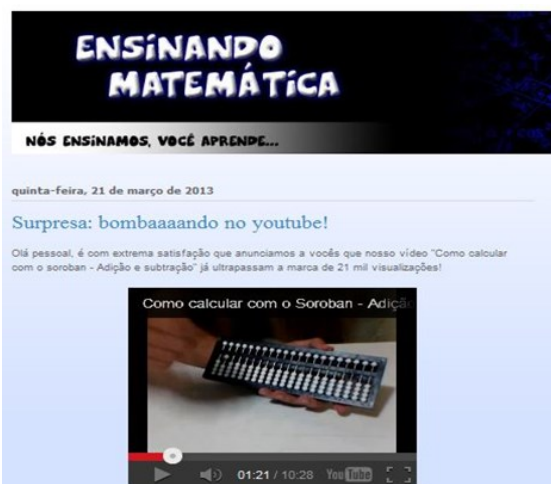 ENSINANDO
MATEMÁTICA
NÓS ENSINAMOS, VOCÊ APRENDE...
quinta-feira, 21 de março de 2013
Surpresa: bombaaaando no youtube!
Olá pessoal, é com extrema satisfação que anunciamos a vocês que nosso vídeo "Como calcular
com o soroban - Adição e subtração" já ultrapassam a marca de 21 mil visualizações!
Como calcular com o Soroban - Adição
01:21 / 10:28 YouTube